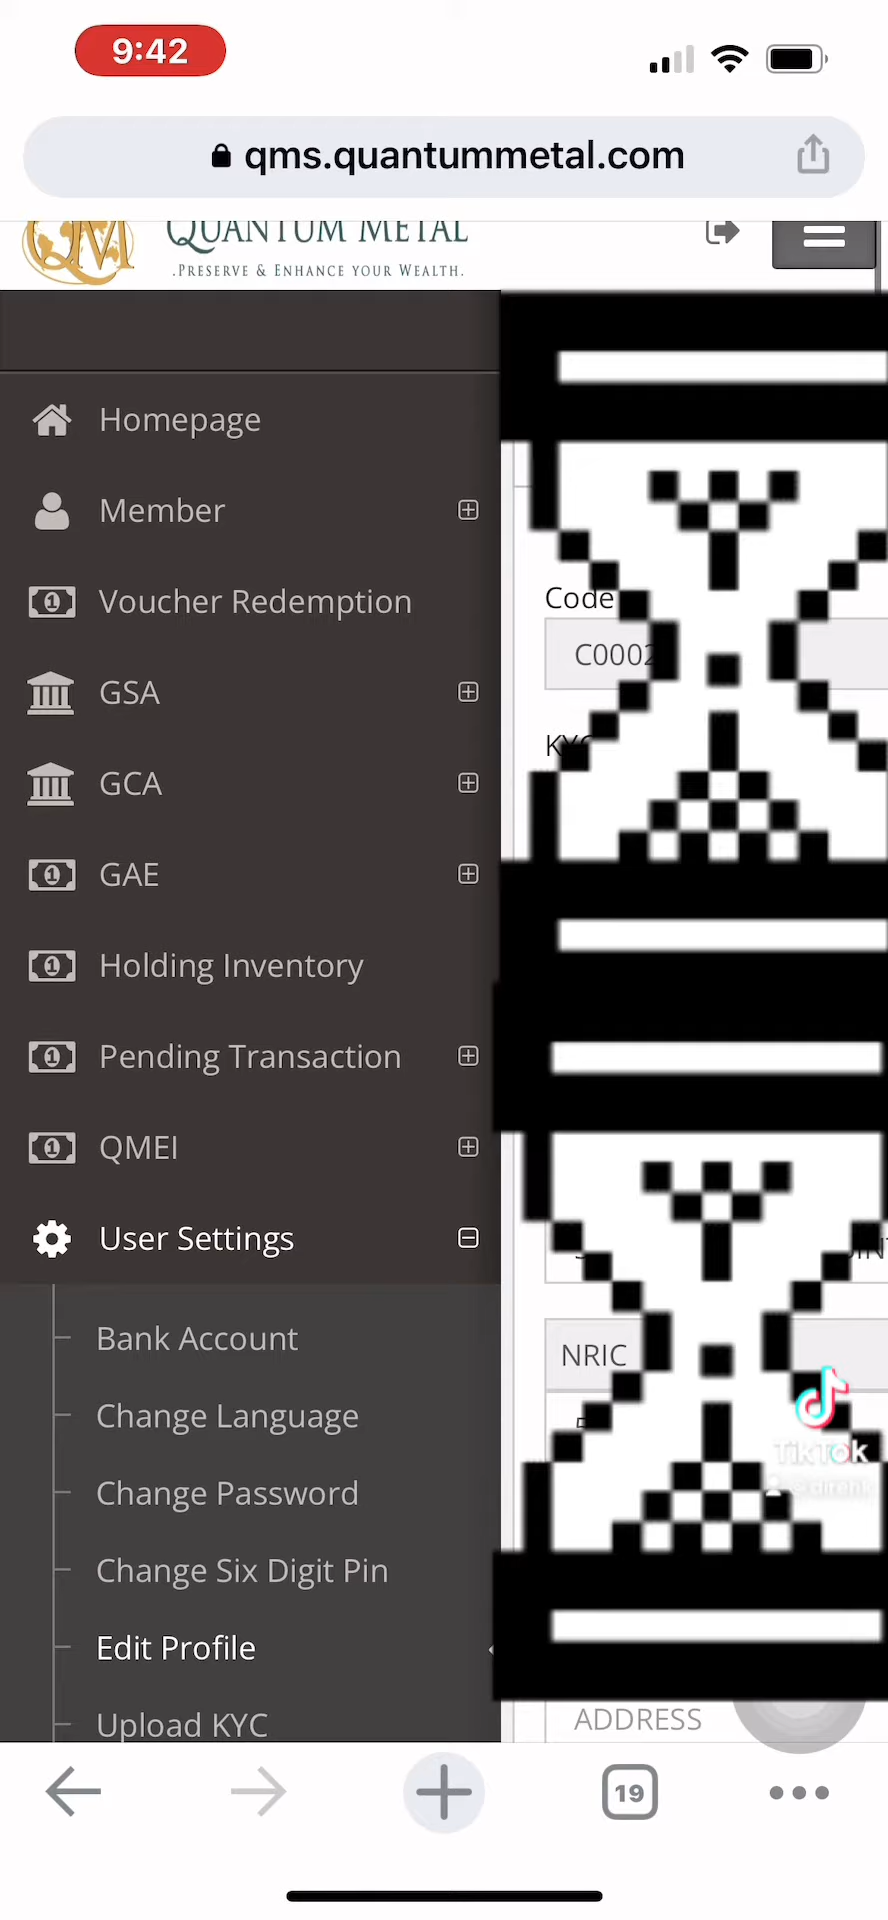 9:42
qms.quantummetal.com
QUANTUM METAL
.PRESERVE & ENHANCE YOUR WEALTH.
Homepage
Member
Voucher Redemption
GSA
GCA
GAE
Holding Inventory
Pending Transaction
QMEI
User Settings
Bank Account
Change Language
Change Password
Change Six Digit Pin
Edit Profile
Upload KYC
Code
C0002
KYC
NRIC
TikTok
ADDRESS
19